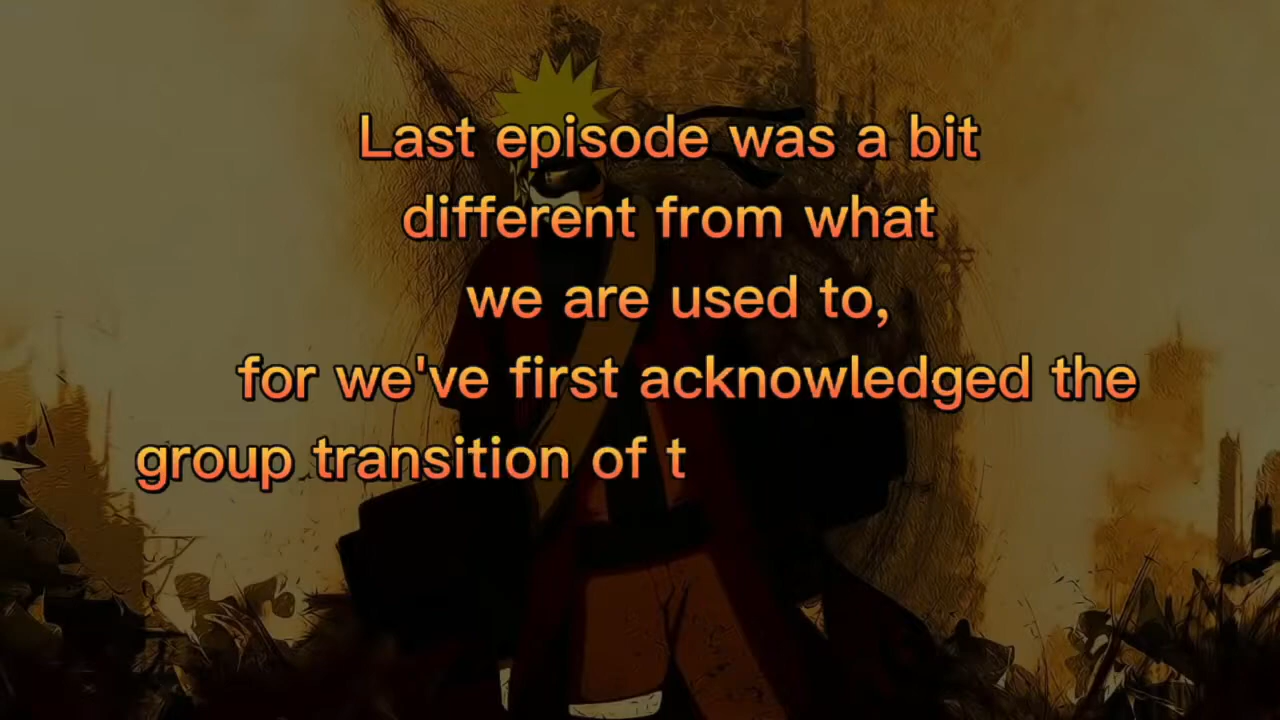 Last episode was a bit
different from what
we are used to,
for we've first acknowledged the
group transition of t